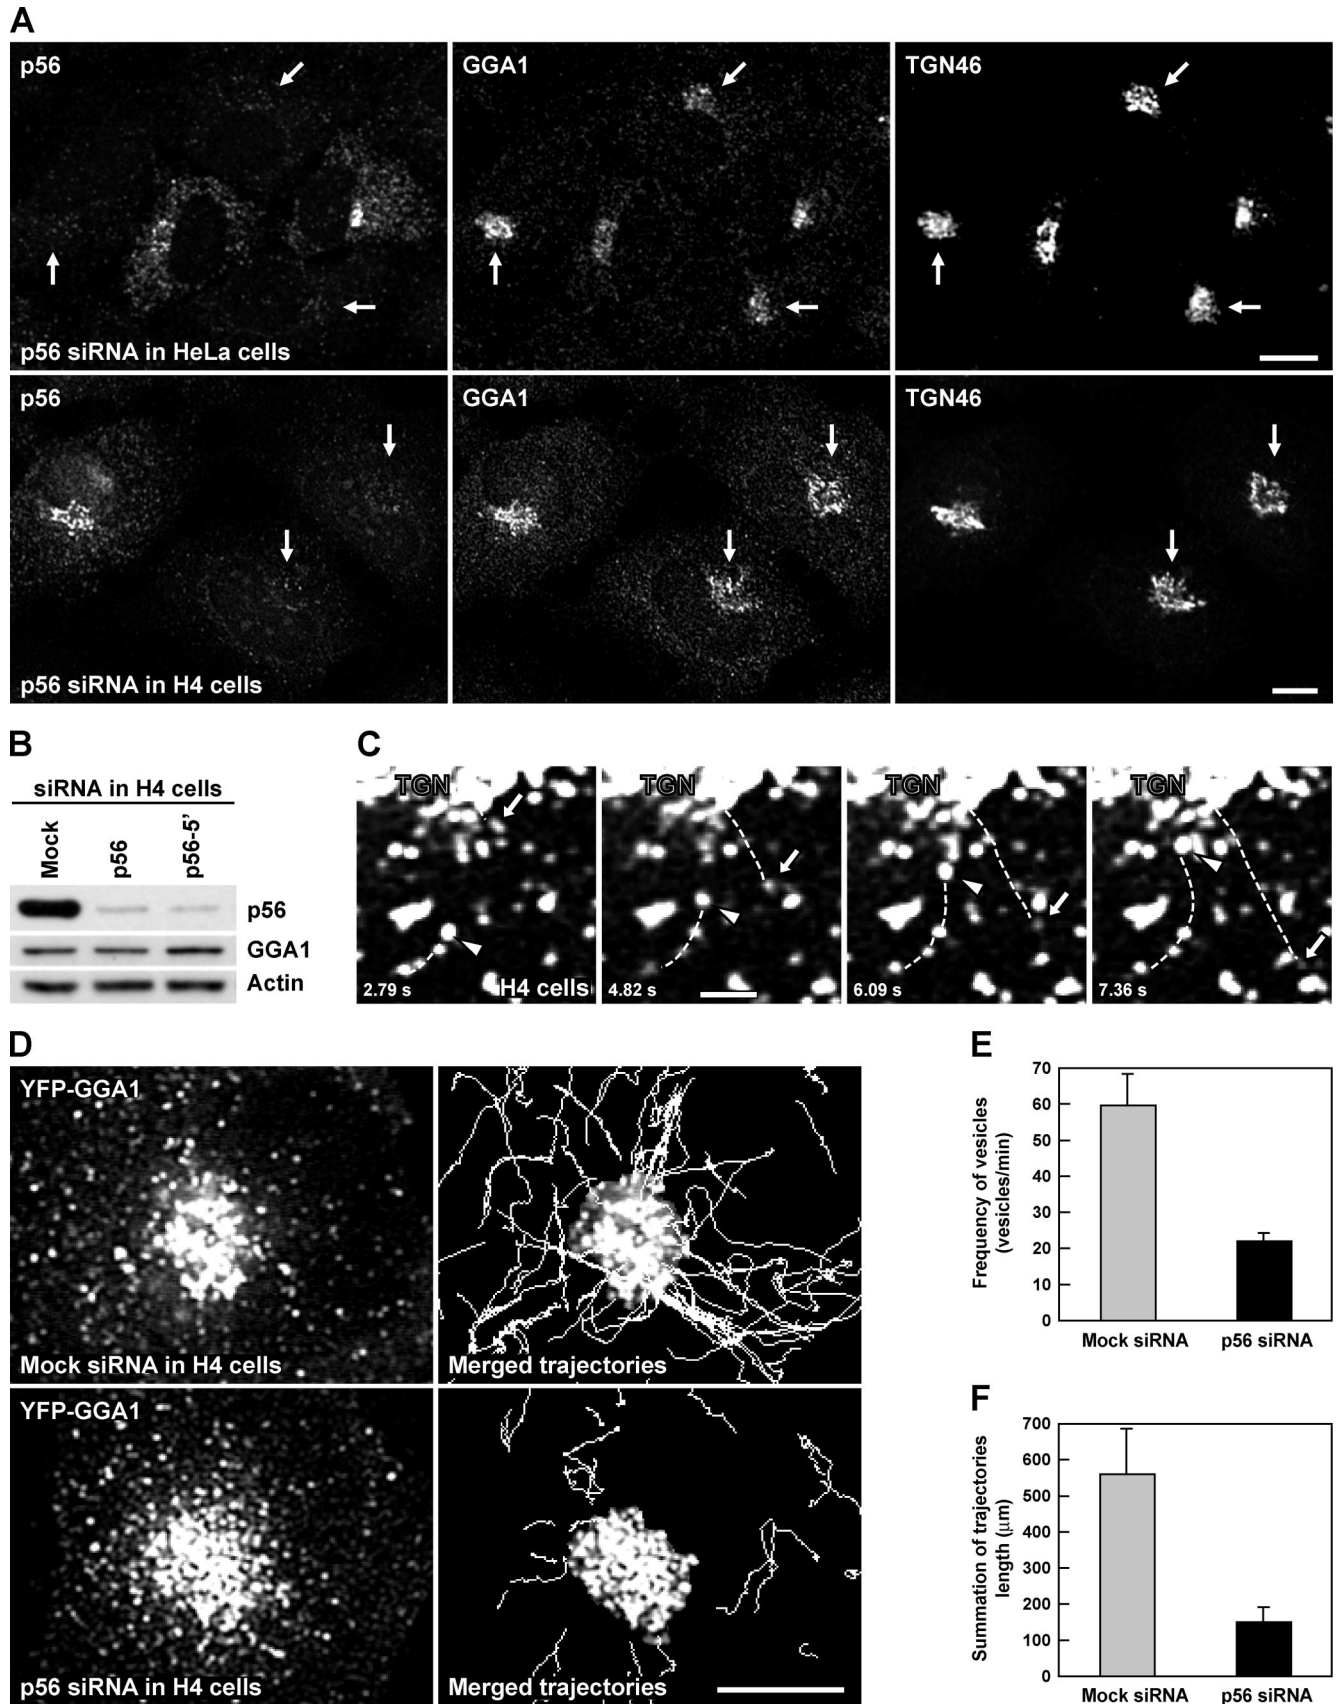 A
p56
GGA1
TGN46
p56 siRNA in HeLa cells
p56
GGA1
TGN46
p56 siRNA in H4 cells
B
siRNA in H4 cells
Mock
p56
p56-5'
p56
GGA1
Actin
C
TGN
TGN
TGN
TGN
2.79 s
H4 cells
4.82 s
6.09 s
7.36 s
D
YFP-GGA1
Mock siRNA in H4 cells
Merged trajectories
YFP-GGA1
p56 siRNA in H4 cells
Merged trajectories
E
Frequency of vesicles
(vesicles/min)
70
60
50
40
30
20
10
0
Mock siRNA
p56 siRNA
F
Summation of trajectories
length (μm)
700
600
500
400
300
200
100
0
Mock siRNA
p56 siRNA